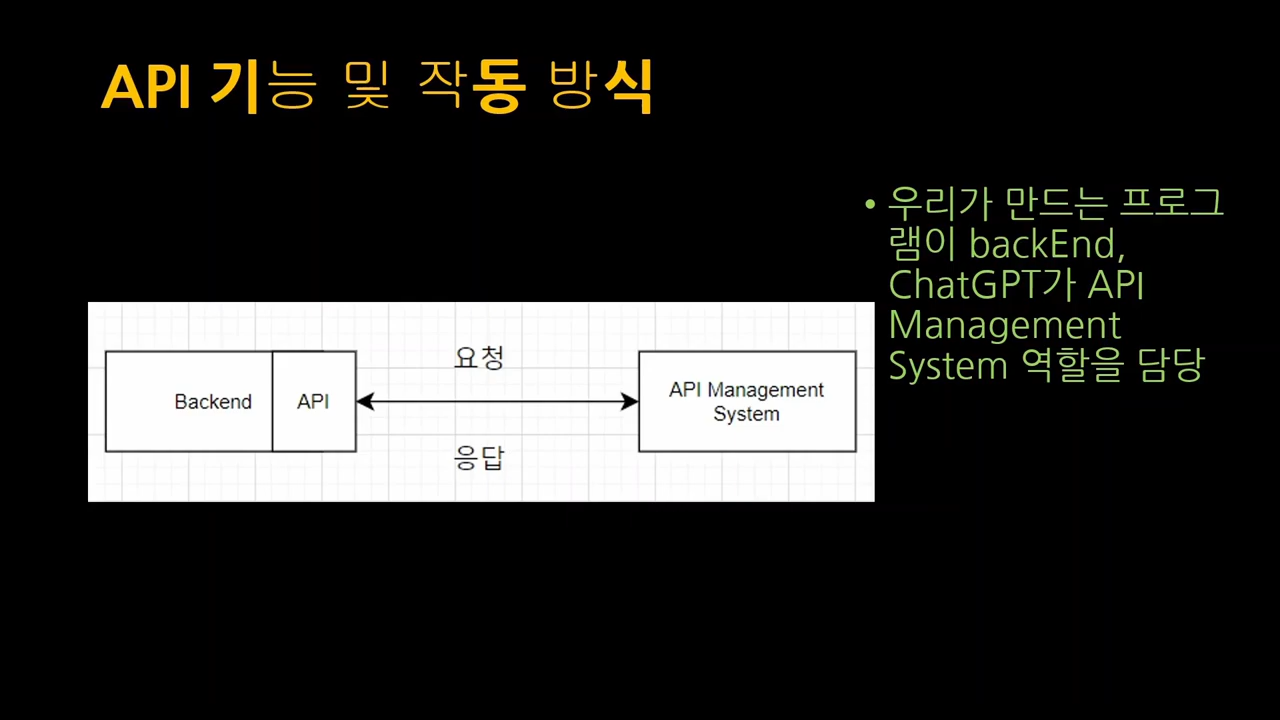 API 기능 및 작동 방식
• 우리가 만드는 프로그
램이 backEnd,
ChatGPT가 API
Management
System 역할을 담당
요청
Backend
API
API Management
System
응답